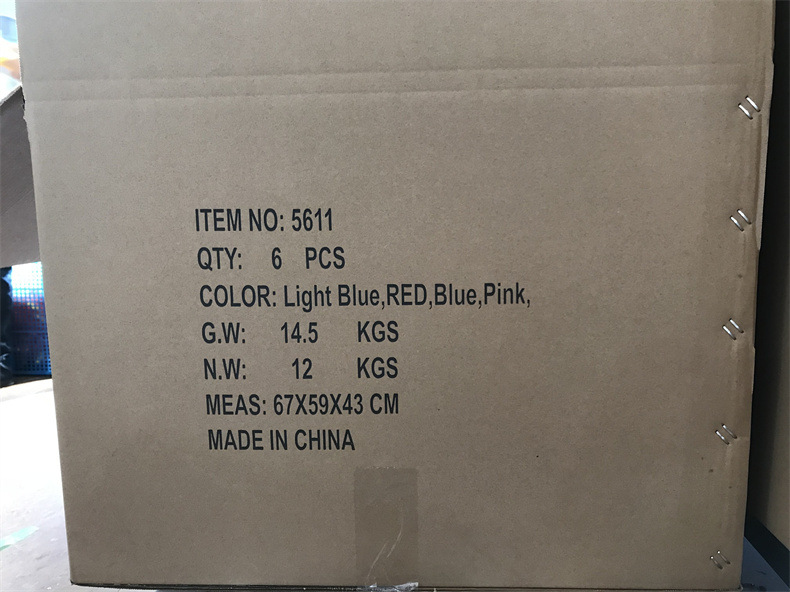 ITEM NO: 5611
QTY: 6 PCS
COLOR: Light Blue,RED,Blue,Pink,
G.W: 14.5 KGS
N.W: 12 KGS
MEAS: 67X59X43 CM
MADE IN CHINA